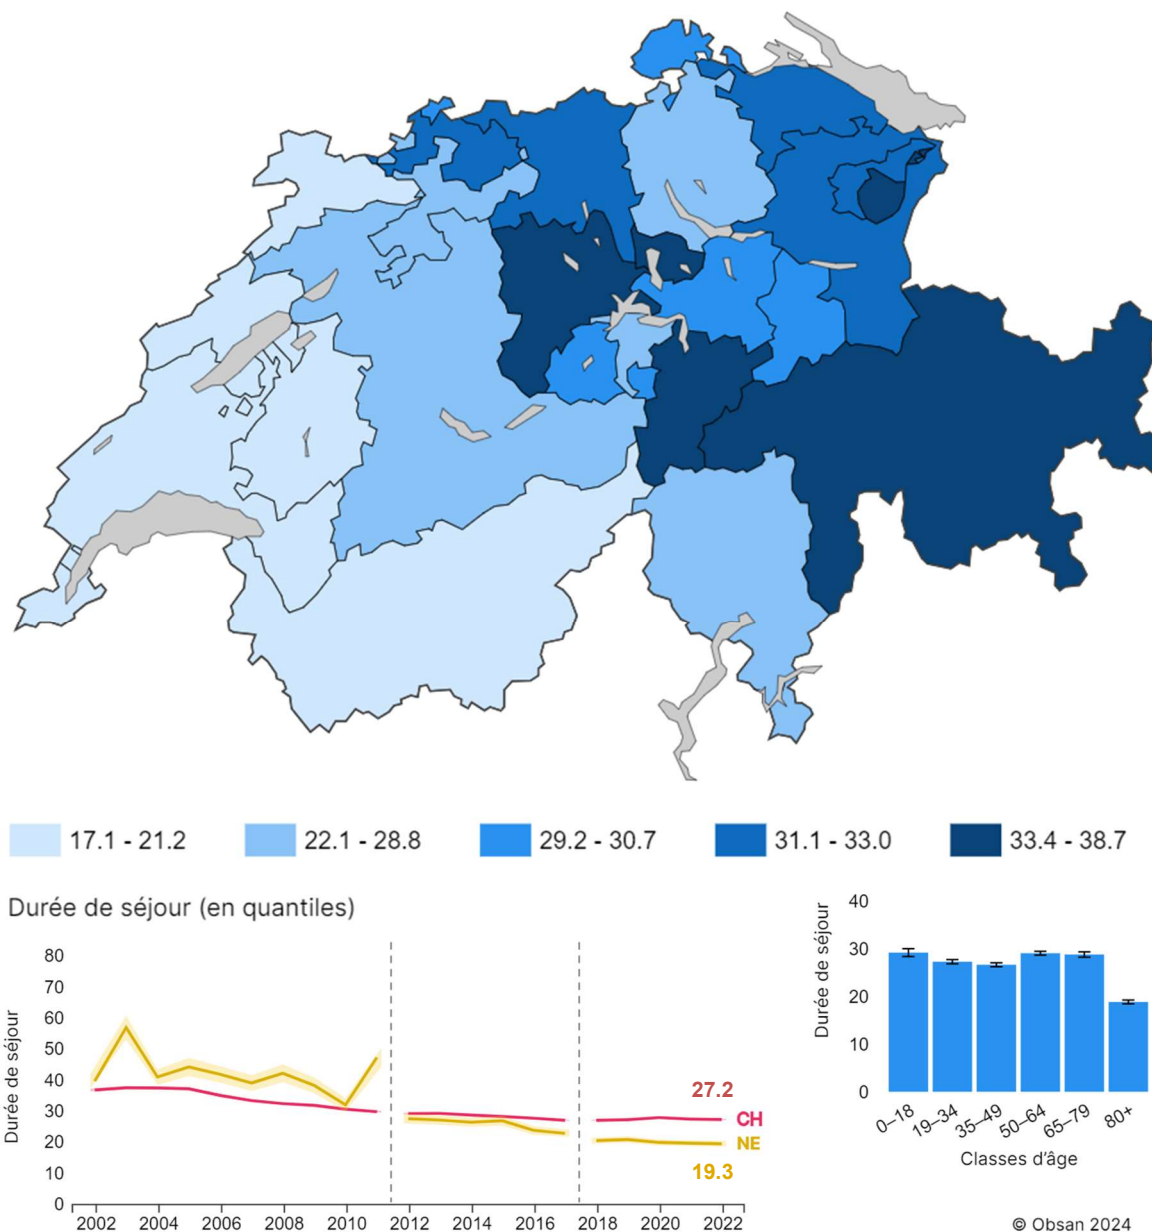 17.1 - 21.2
22.1 - 28.8
29.2 - 30.7
31.1 - 33.0
33.4 - 38.7
Durée de séjour (en quantiles)
Durée de séjour
80
70
60
50
40
30
20
10
0
27.2
CH
NE
19.3
2002 2004 2006 2008 2010 2012 2014 2016 2018 2020 2022
Durée de séjour
40
30
20
10
0
0–18 19–34 35–49 50–64 65–79 80+
Classes d’âge
© Obsan 2024